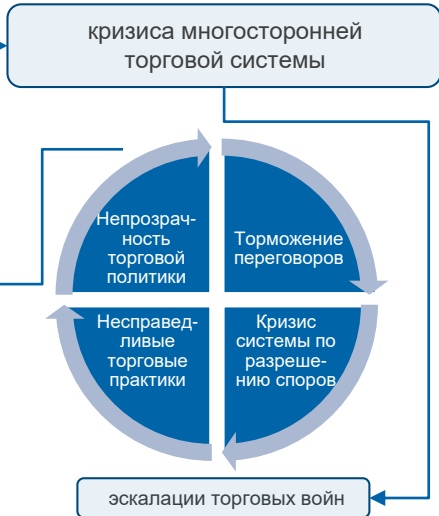 кризиса многосторонней
торговой системы
Непрозрач-
ность
торговой
политики
Торможение
переговоров
Несправед-
ливые
торговые
практики
Кризис
системы по
разреше-
нию споров
эскалации торговых войн